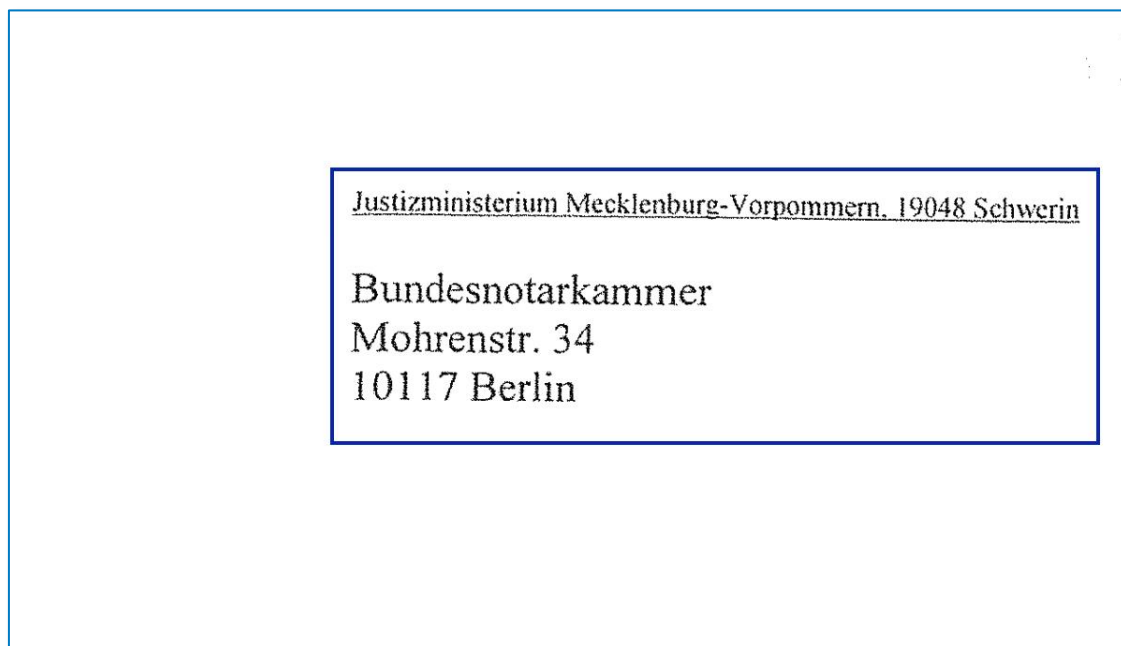 Justizministerium Mecklenburg-Vorpommern, 19048 Schwerin
Bundesnotarkammer
Mohrenstr. 34
10117 Berlin